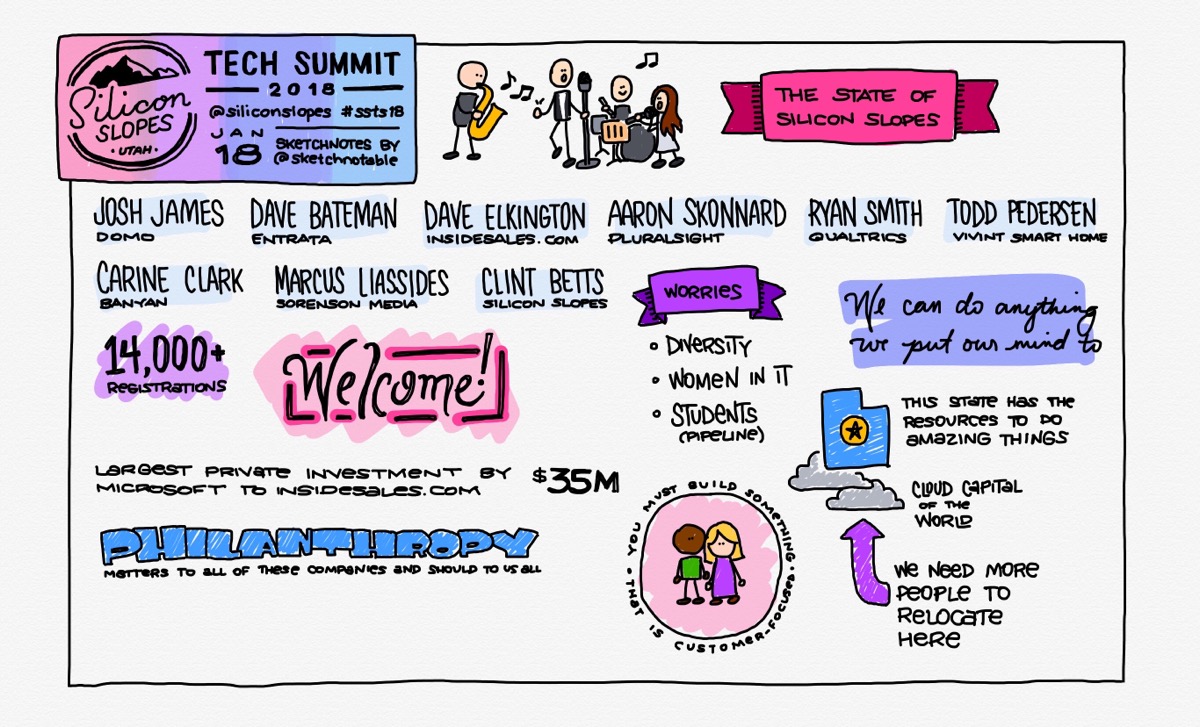 Silicon
SLOPES
• UTAH •
TECH SUMMIT
2018
@siliconslopes #ssts18
JAN
18
SKETCHNOTES BY
@sketchnotable
THE STATE OF
SILICON SLOPES
JOSH JAMES
DOMO
DAVE BATEMAN
ENTRATA
DAVE ELKINGTON
INSIDESALES.COM
AARON SKONNARD
PLURALSIGHT
RYAN SMITH
QUALTRICS
TODD PEDERSEN
VIVINT SMART HOME
CARINE CLARK
BANYAN
MARCUS LIASSIDES
SORENSON MEDIA
CLINT BETTS
SILICON SLOPES
14,000+
REGISTRATIONS
Welcome!
LARGEST PRIVATE INVESTMENT BY
MICROSOFT TO INSIDESALES.COM
$35M
PHILANTHROPY
MATTERS TO ALL OF THESE COMPANIES AND SHOULD TO US ALL
WORRIES
◦ DIVERSITY
◦ WOMEN IN IT
◦ STUDENTS
(PIPELINE)
YOU MUST BUILD SOMETHING •
THAT IS CUSTOMER-FOCUSED •
We can do anything
we put our mind to
THIS STATE HAS THE
RESOURCES TO DO
AMAZING THINGS
CLOUD CAPITAL
OF THE
WORLD
WE NEED MORE
PEOPLE TO
RELOCATE
HERE